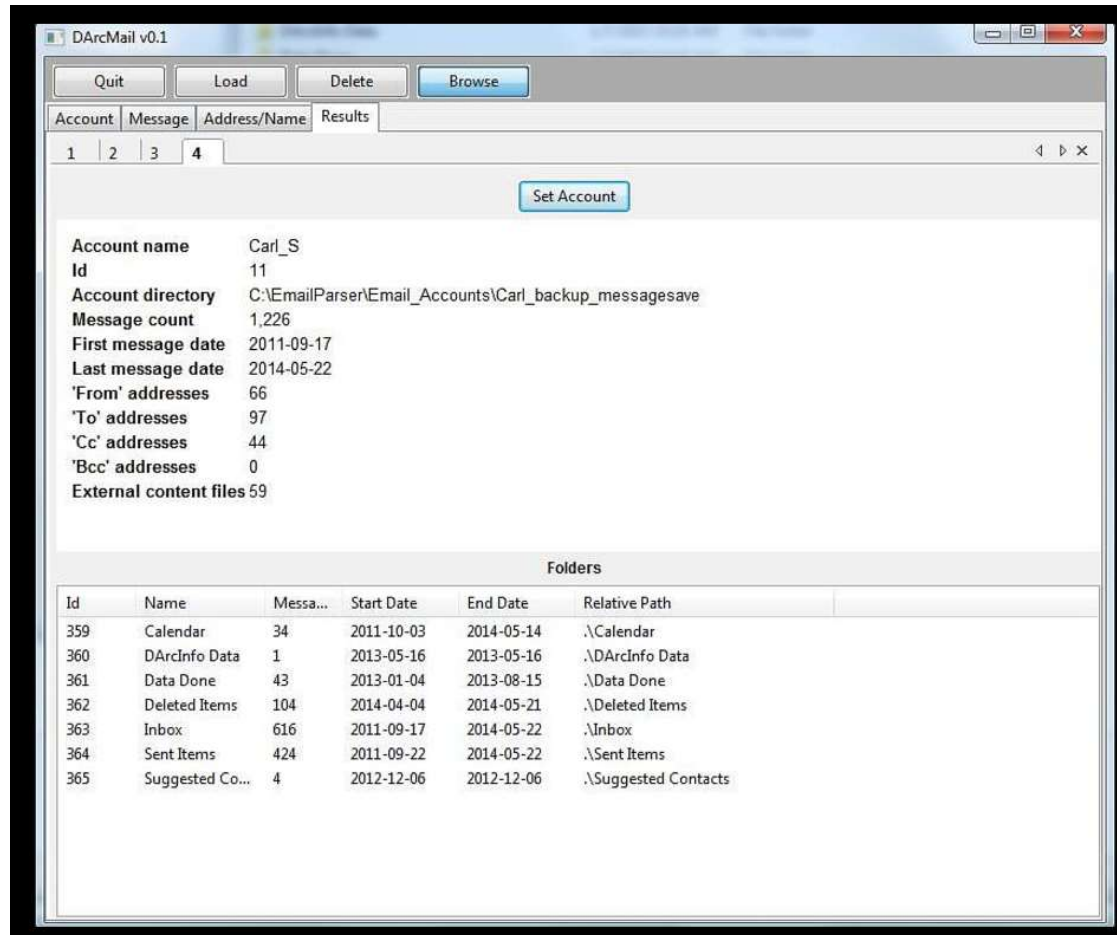 DArcMail v0.1
Quit Load Delete Browse
Account Message Address/Name Results
1 2 3 4
Set Account
Account name Carl_S
Id 11
Account directory C:\EmailParser\Email_Accounts\Carl_backup_messagesave
Message count 1,226
First message date 2011-09-17
Last message date 2014-05-22
'From' addresses 66
'To' addresses 97
'Cc' addresses 44
'Bcc' addresses 0
External content files 59
Folders
Id Name Messa... Start Date End Date Relative Path
359 Calendar 34 2011-10-03 2014-05-14 .\Calendar
360 DArcInfo Data 1 2013-05-16 2013-05-16 .\DArcInfo Data
361 Data Done 43 2013-01-04 2013-08-15 .\Data Done
362 Deleted Items 104 2014-04-04 2014-05-21 .\Deleted Items
363 Inbox 616 2011-09-17 2014-05-22 .\Inbox
364 Sent Items 424 2011-09-22 2014-05-22 .\Sent Items
365 Suggested Co... 4 2012-12-06 2012-12-06 .\Suggested Contacts